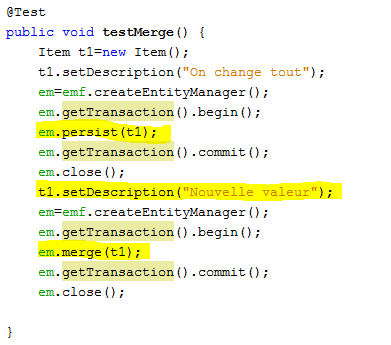 @Test
public void testMerge() {
    Item t1=new Item();
    t1.setDescription("On change tout");
    em=emf.createEntityManager();
    em.getTransaction().begin();
    em.persist(t1);
    em.getTransaction().commit();
    em.close();
    t1.setDescription("Nouvelle valeur");
    em=emf.createEntityManager();
    em.getTransaction().begin();
    em.merge(t1);
    em.getTransaction().commit();
    em.close();
}